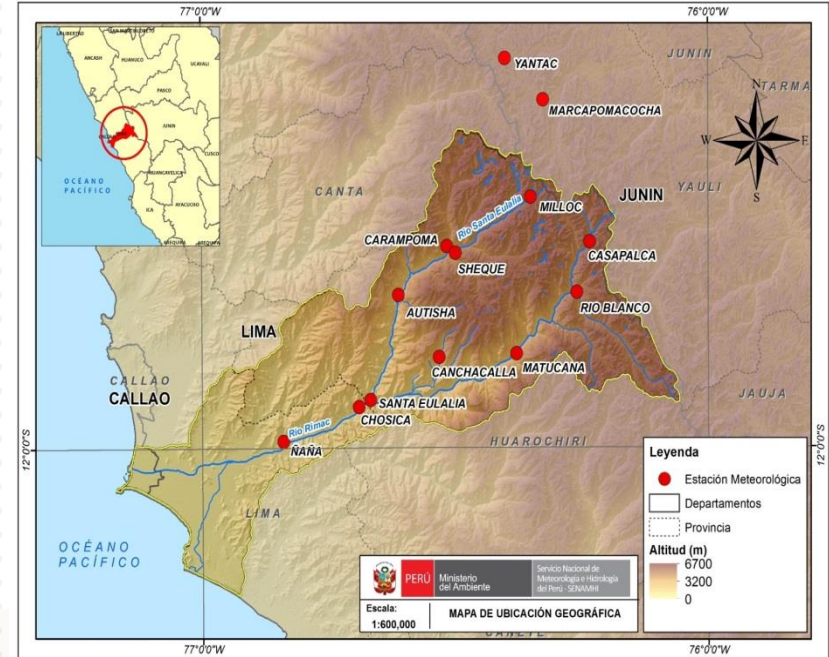 77°0'0"W
76°0'0"W
LA LIBERTAD
ANCASH
HUANUCO
UCAYALI
PASCO
JUNIN
LIMA
CUSCO
HUANCAVELICA
AYACUCHO
ICA
AREQUIPA
OCÉANO
PACÍFICO
YANTAC
JUNIN
TARMA
MARCAPOMACOCHA
N
W
E
S
CANTA
YAULI
JUNIN
MILLOC
Rio Santa Eulalia
CARAMPOMA
SHEQUE
CASAPALCA
AUTISHA
RIO BLANCO
LIMA
CANCHACALLA
MATUCANA
CALLAO
CALLAO
JAUJA
SANTA EULALIA
CHOSICA
Rio Rimac
ÑAÑA
HUAROCHIRI
12°0'0"S
12°0'0"S
LIMA
OCÉANO
PACÍFICO
Leyenda
Estación Meteorológica
Departamentos
Provincia
Altitud (m)
6700
3200
0
PERÚ
Ministerio
del Ambiente
Servicio Nacional de
Meteorología e Hidrología
del Perú - SENAMHI
Escala:
1:600,000
MAPA DE UBICACIÓN GEOGRÁFICA
CAÑETE
77°0'0"W
76°0'0"W